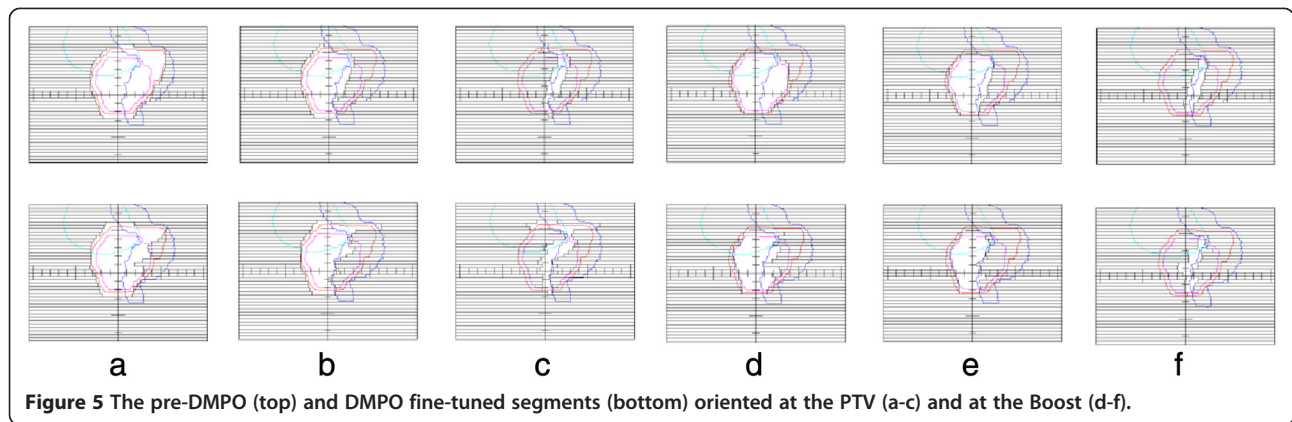 a b c d e f
Figure 5 The pre-DMPO (top) and DMPO fine-tuned segments (bottom) oriented at the PTV (a-c) and at the Boost (d-f).